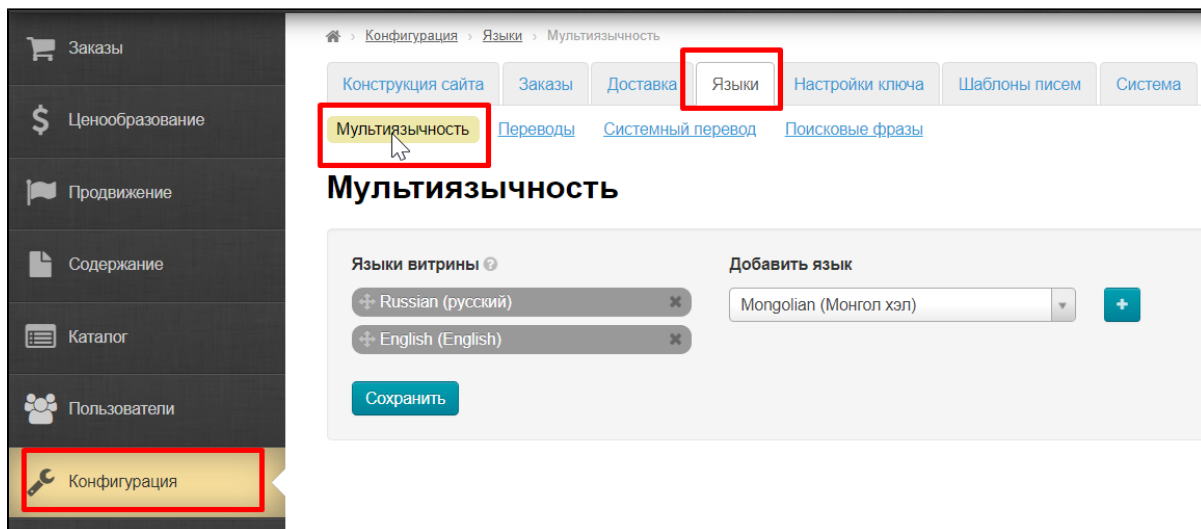 Заказы
Ценообразование
Продвижение
Содержание
Каталог
Пользователи
Конфигурация
› Конфигурация › Языки › Мультиязычность
Конструкция сайта Заказы Доставка Языки Настройки ключа Шаблоны писем Система
Мультиязычность Переводы Системный перевод Поисковые фразы
Мультиязычность
Языки витрины ?
Russian (русский)
English (English)
Сохранить
Добавить язык
Mongolian (Монгол хэл)
+